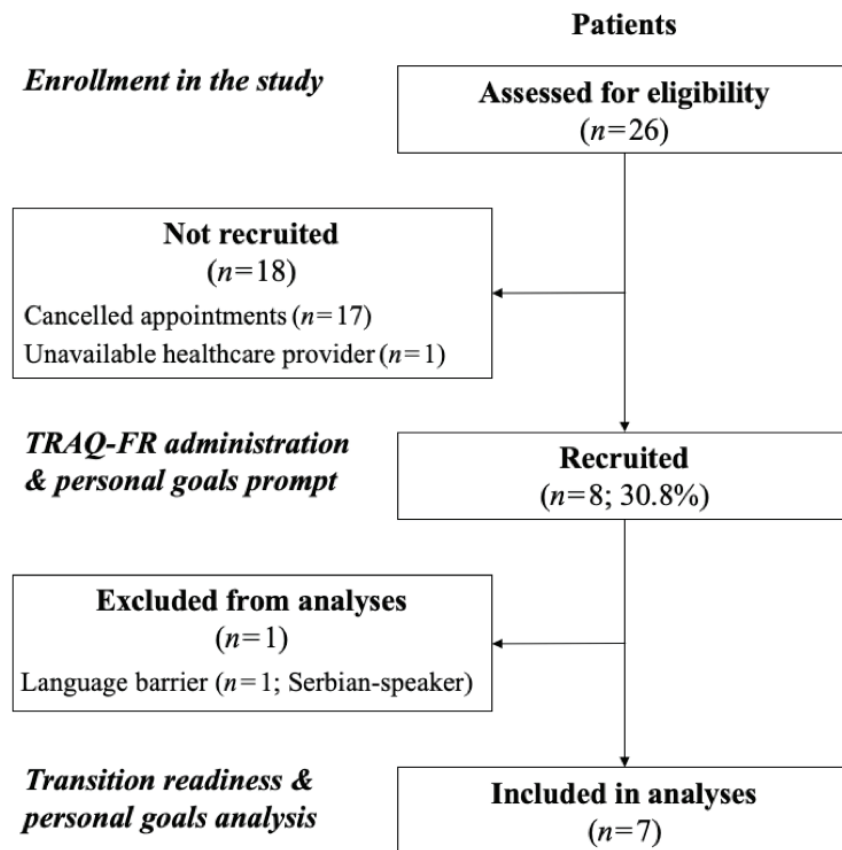 Patients
Enrollment in the study
Assessed for eligibility
(n=26)
Not recruited
(n=18)
Cancelled appointments (n=17)
Unavailable healthcare provider (n=1)
TRAQ-FR administration
& personal goals prompt
Recruited
(n=8; 30.8%)
Excluded from analyses
(n=1)
Language barrier (n=1; Serbian-speaker)
Transition readiness &
personal goals analysis
Included in analyses
(n=7)